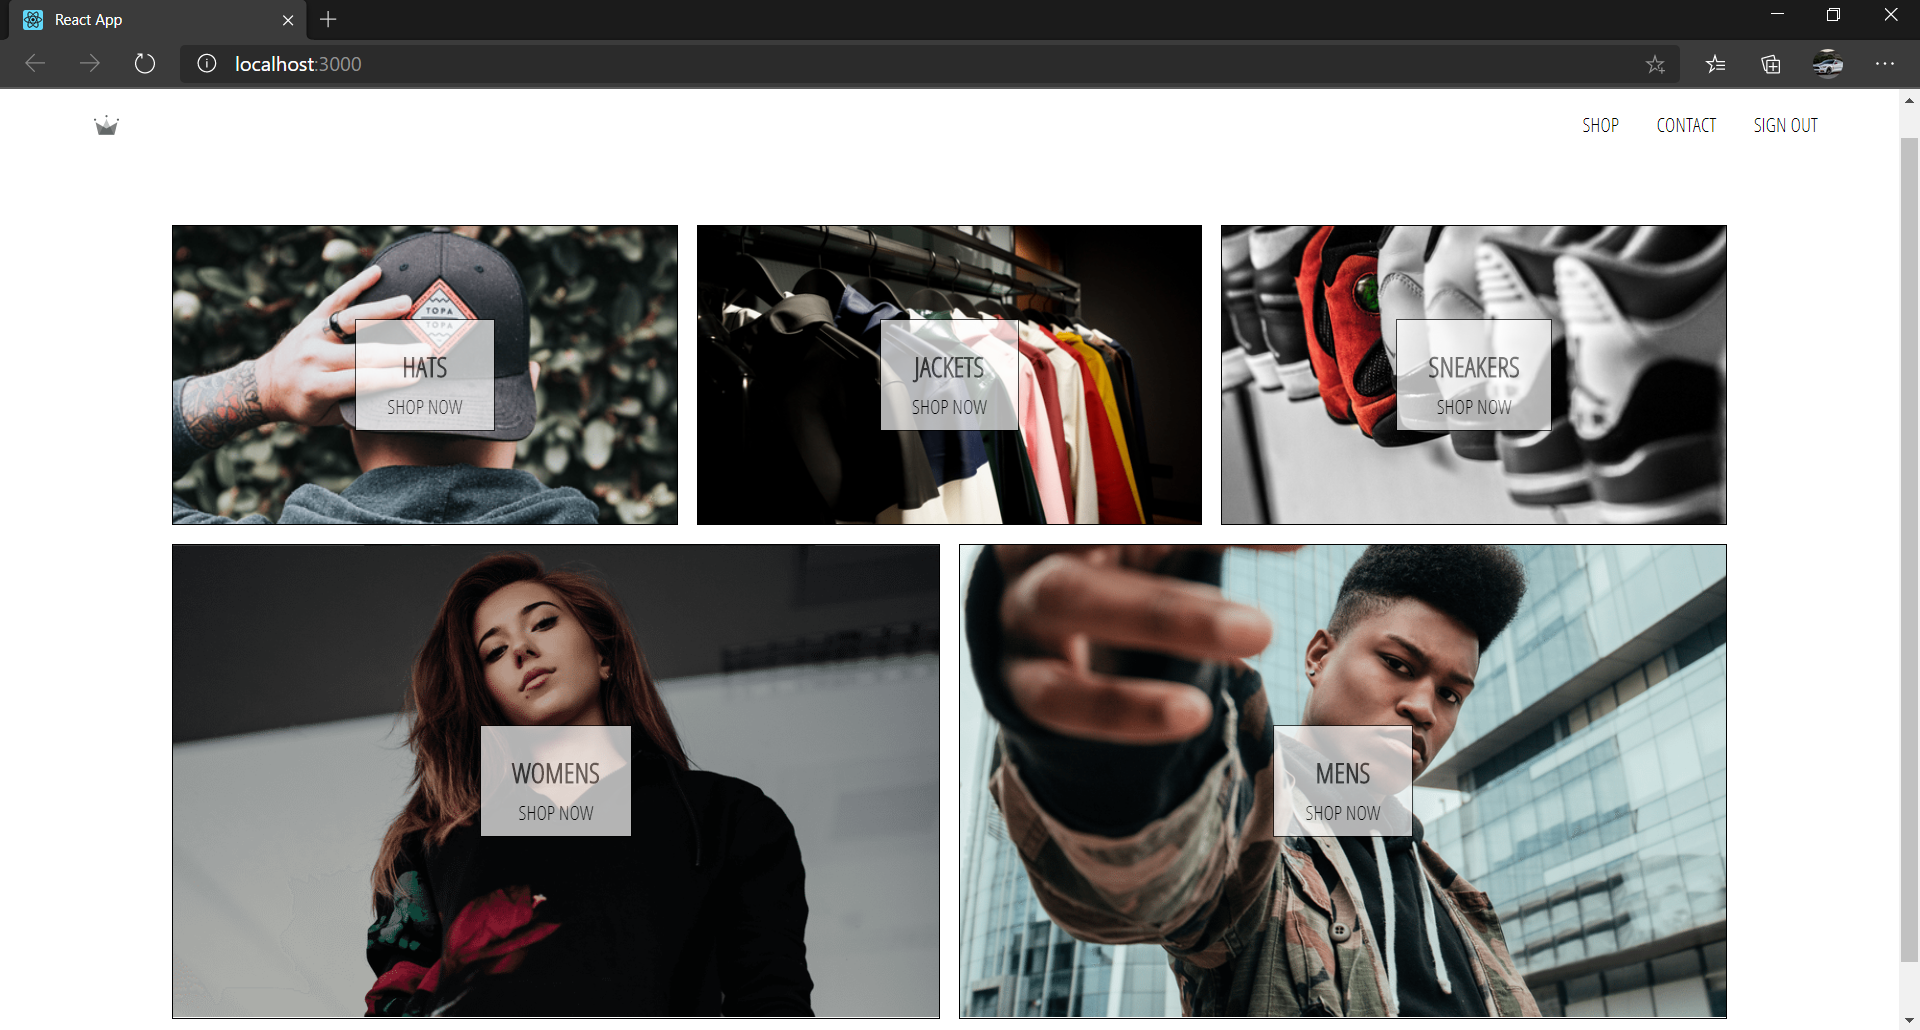 React App
localhost:3000
SHOP CONTACT SIGN OUT
TOPA
TOPA
HATS
SHOP NOW
JACKETS
SHOP NOW
SNEAKERS
SHOP NOW
WOMENS
SHOP NOW
MENS
SHOP NOW